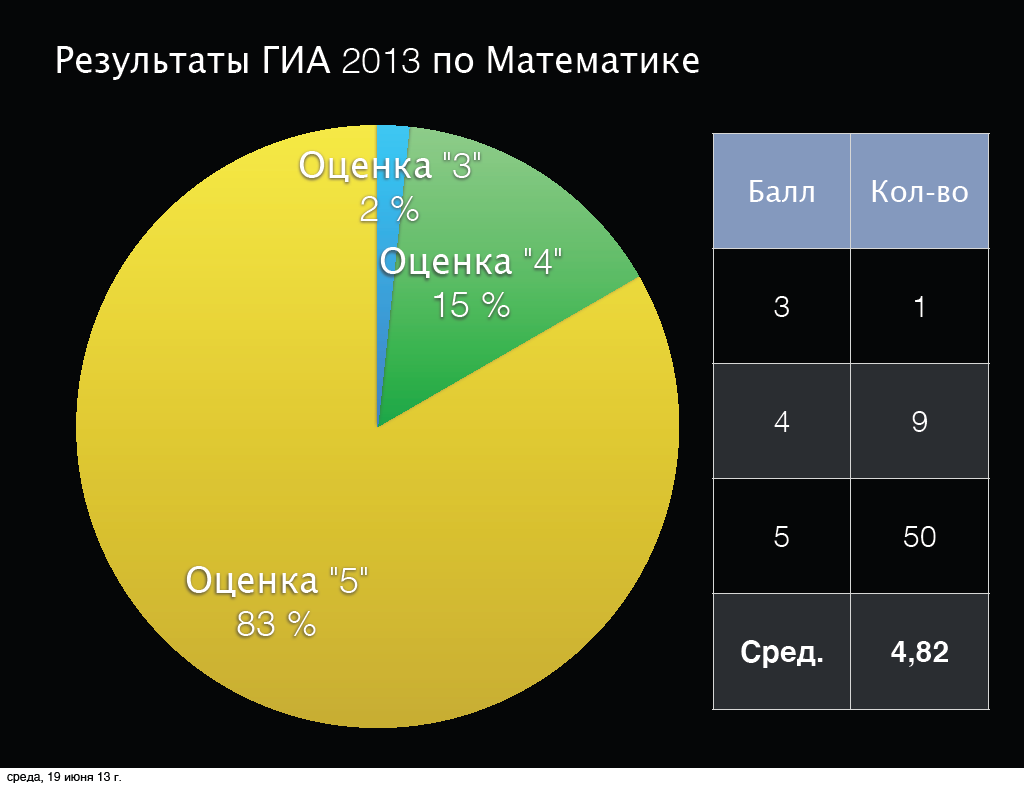 Результаты ГИА 2013 по Математике
Оценка "3"
2 %
Оценка "4"
15 %
Оценка "5"
83 %
Балл Кол-во
3 1
4 9
5 50
Сред. 4,82
среда, 19 июня 13 г.